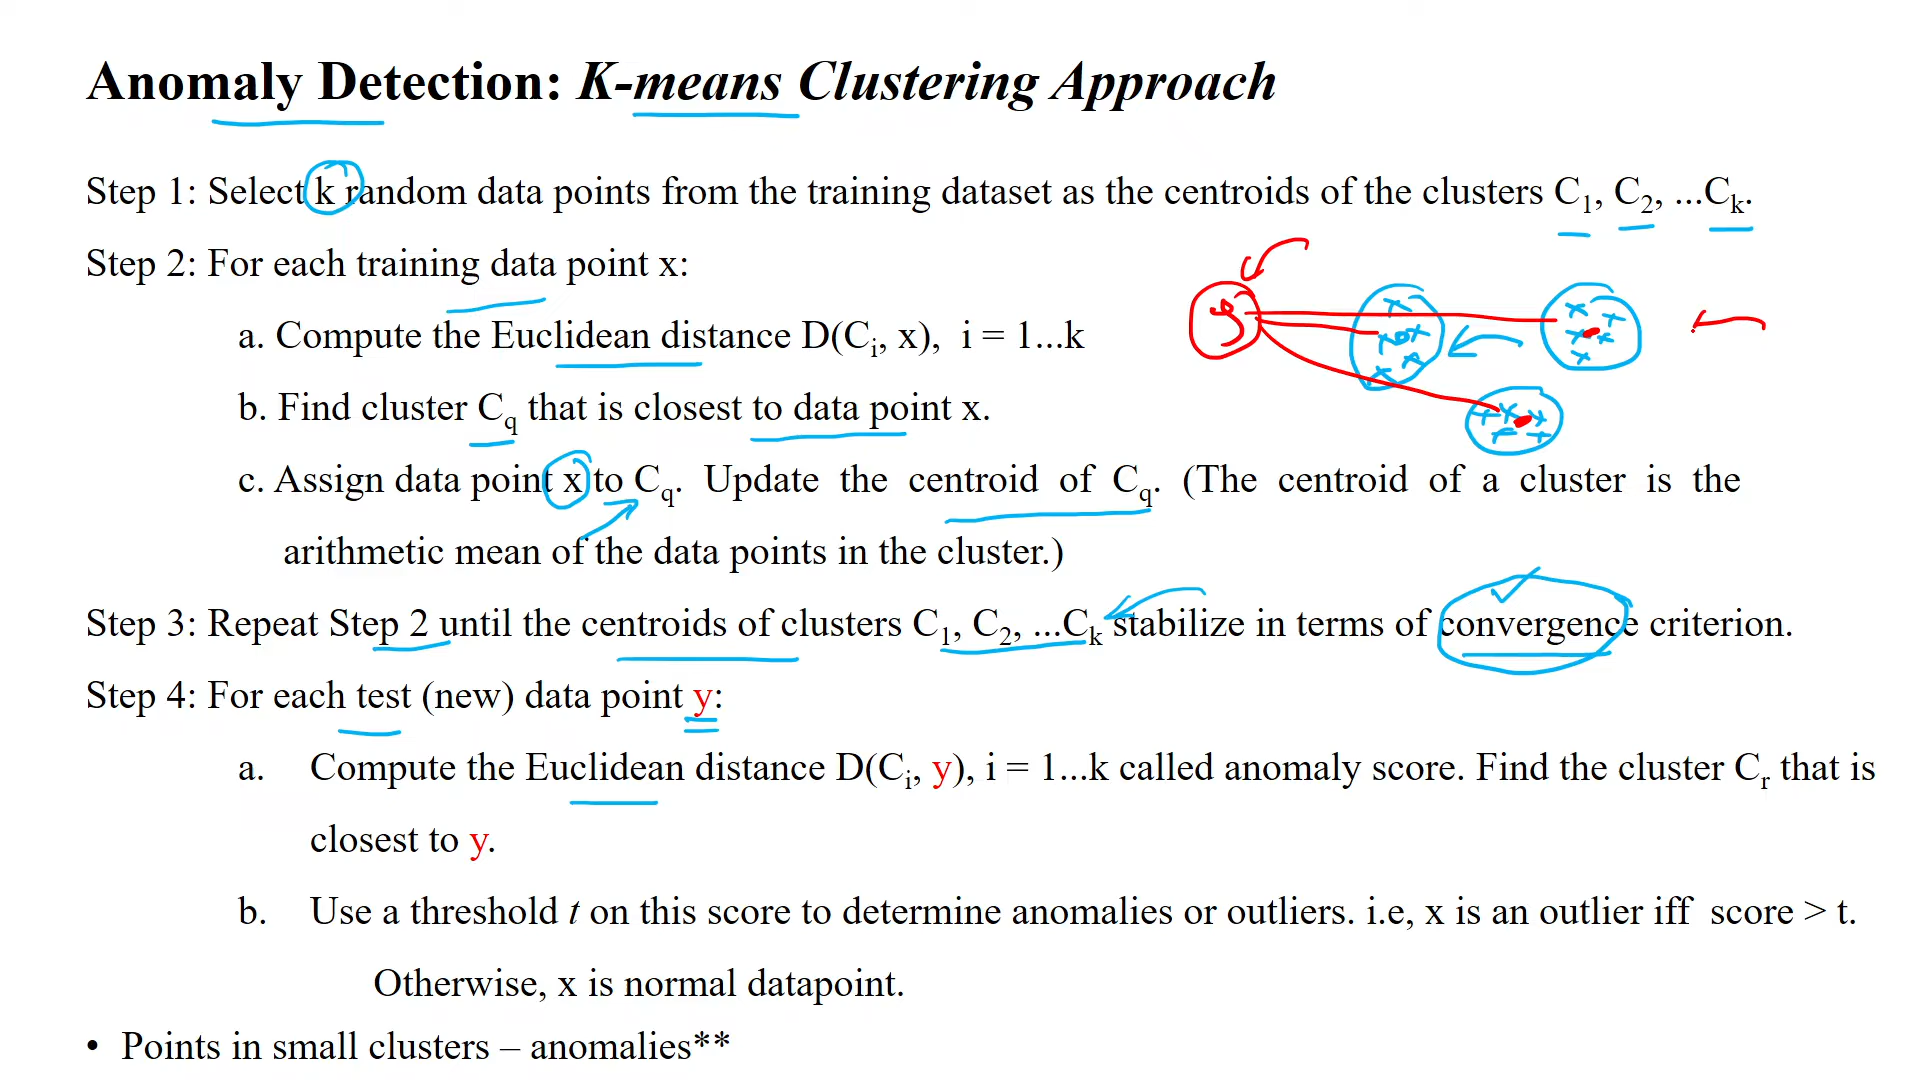 Anomaly Detection: K-means Clustering Approach
Step 1: Select k random data points from the training dataset as the centroids of the clusters C₁, C₂, ...Cₖ.
Step 2: For each training data point x:
a. Compute the Euclidean distance D(Cᵢ, x), i = 1...k
y
b. Find cluster C_q that is closest to data point x.
c. Assign data point x to C_q. Update the centroid of C_q. (The centroid of a cluster is the
arithmetic mean of the data points in the cluster.)
Step 3: Repeat Step 2 until the centroids of clusters C₁, C₂, ...Cₖ stabilize in terms of convergence criterion.
Step 4: For each test (new) data point y:
a. Compute the Euclidean distance D(Cᵢ, y), i = 1...k called anomaly score. Find the cluster Cᵣ that is
closest to y.
b. Use a threshold t on this score to determine anomalies or outliers. i.e, x is an outlier iff score > t.
Otherwise, x is normal datapoint.
• Points in small clusters – anomalies**